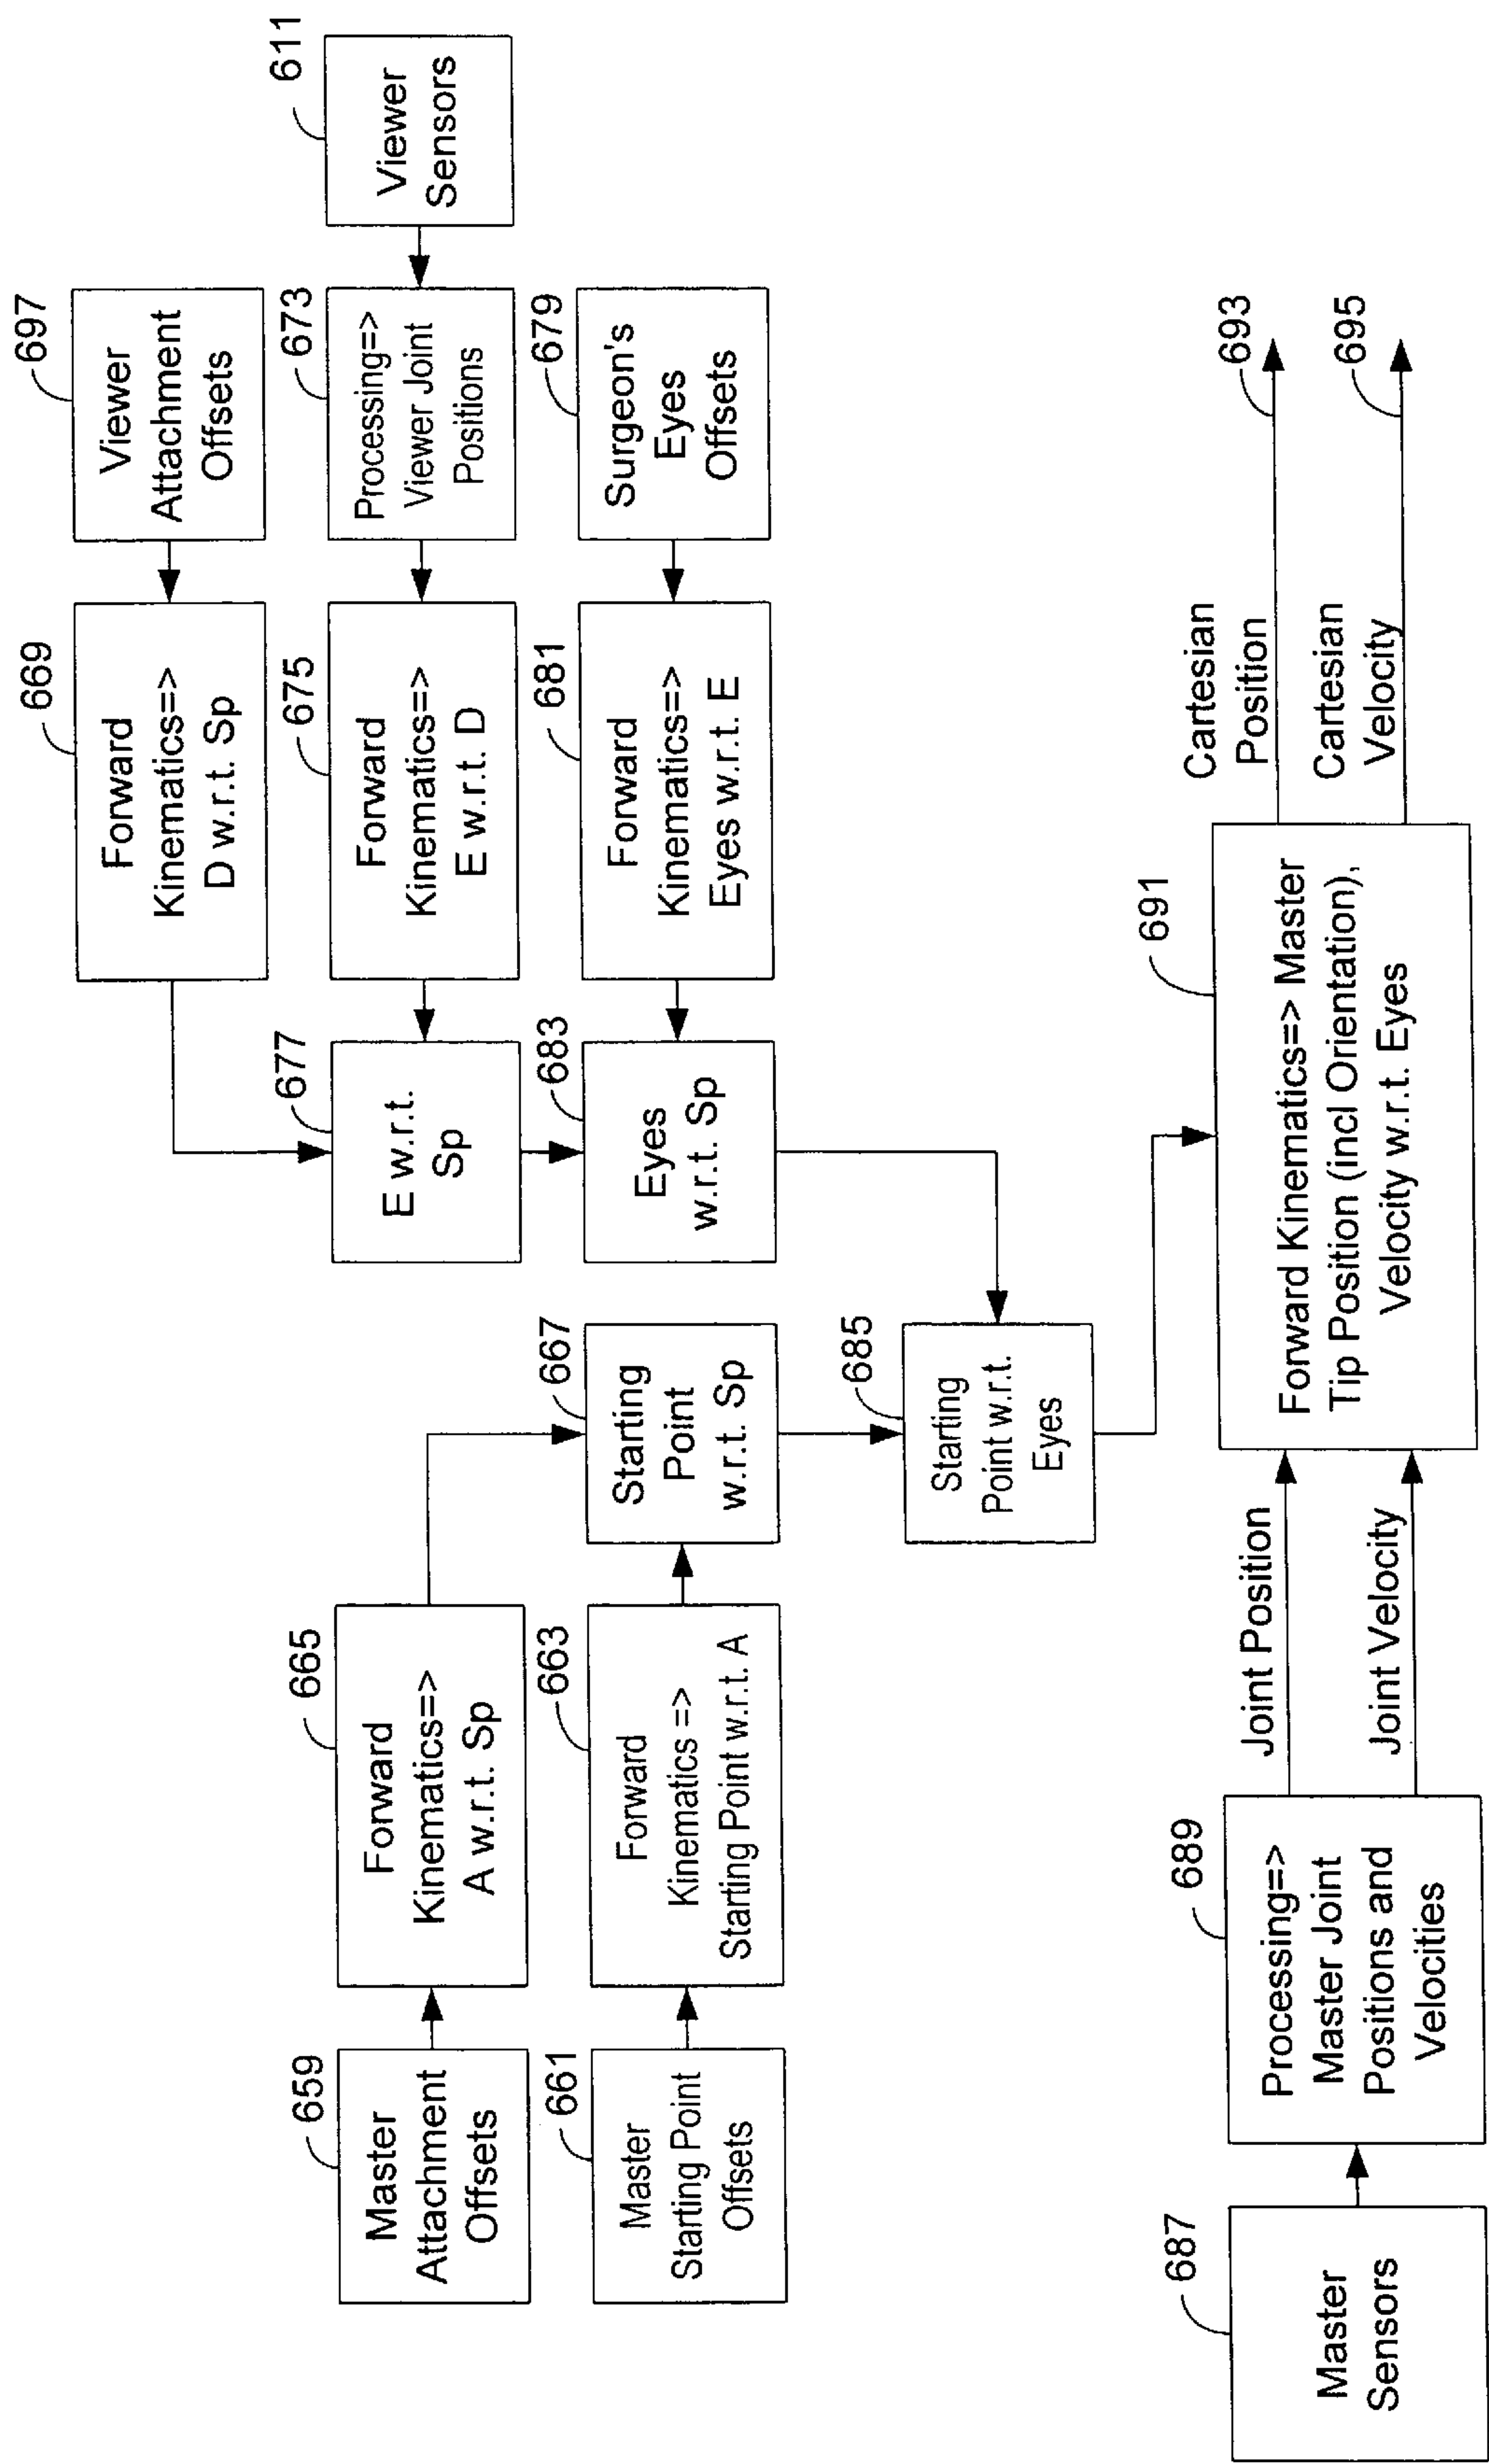 697
Viewer
Attachment
Offsets
669
Forward
Kinematics=>
D w.r.t. Sp
611
Viewer
Sensors
673
Processing=>
Viewer Joint
Positions
675
Forward
Kinematics=>
E w.r.t. D
677
E w.r.t.
Sp
679
Surgeon's
Eyes
Offsets
681
Forward
Kinematics=>
Eyes w.r.t. E
683
Eyes
w.r.t. Sp
659
Master
Attachment
Offsets
665
Forward
Kinematics=>
A w.r.t. Sp
661
Master
Starting Point
Offsets
663
Forward
Kinematics =>
Starting Point w.r.t. A
667
Starting
Point
w.r.t. Sp
685
Starting
Point w.r.t.
Eyes
687
Master
Sensors
689
Processing=>
Master Joint
Positions and
Velocities
Joint Position
Joint Velocity
691
Forward Kinematics=> Master
Tip Position (incl Orientation),
Velocity w.r.t. Eyes
Cartesian
Position
693
Cartesian
Velocity
695